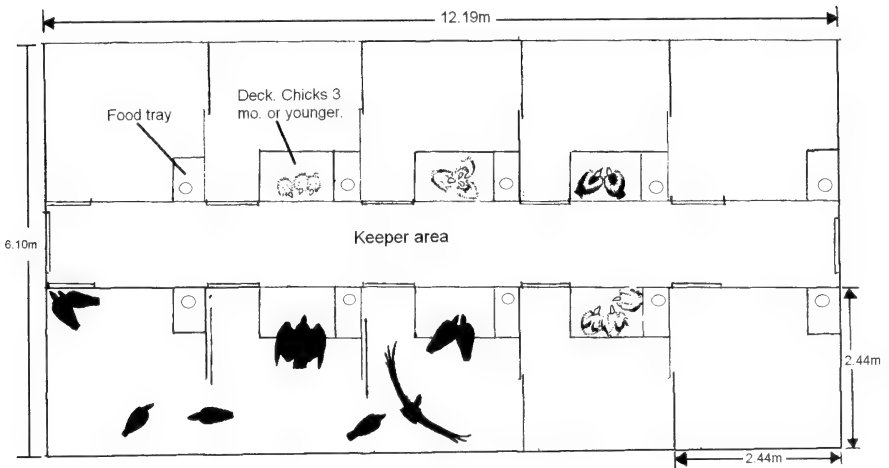 12.19m
Food tray
Deck. Chicks 3
mo. or younger.
6.10m
Keeper area
2.44m
2.44m